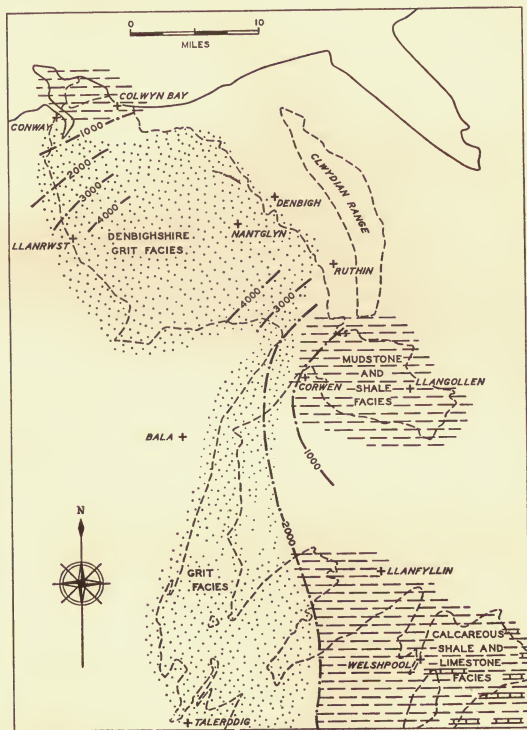 0 10
MILES
COLWYN BAY
CONWAY
1000
2000
3000
4000
LLANRWST
DENBIGHSHIRE
GRIT FACIES
DENBIGH
NANTGLYN
CLWYDIAN RANGE
RUTHIN
4000
3000
MUDSTONE
AND
SHALE
FACIES
CORWEN
LLANGOLLEN
BALA
1000
N
2000
LLANFYLLIN
GRIT
FACIES
CALCAREOUS
SHALE AND
LIMESTONE
FACIES
WELSHPOOL
TALERDDIG